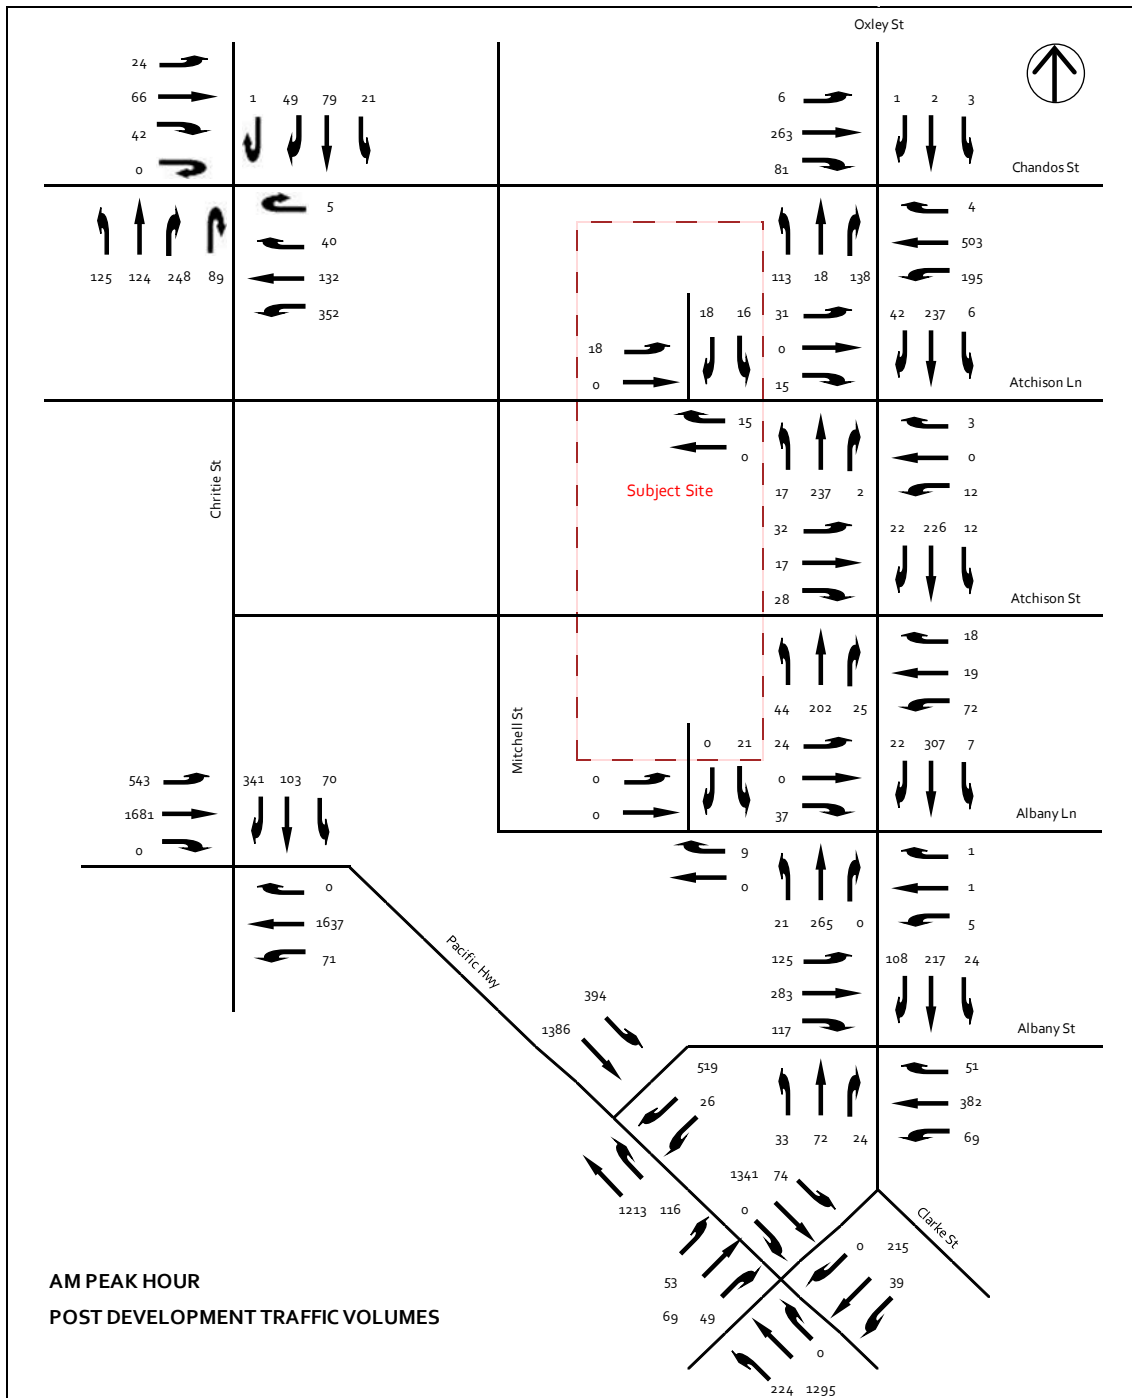 Oxley St
24
66
42
0
1 49 79 21
6
263
81
1 2 3
Chandos St
125 124 248 89
5
40
132
352
113 18 138
4
503
195
18 16
18
0
31
0
15
42 237 6
Atchison Ln
15
0
17 237 2
3
0
12
Chritie St
Subject Site
32
17
28
22 226 12
Atchison St
44 202 25
18
19
72
Mitchell St
0 21
0
0
24
0
37
22 307 7
Albany Ln
543
1681
0
341 103 70
9
0
21 265 0
1
1
5
0
1637
71
Pacific Hwy
125
283
117
108 217 24
Albany St
394
1386
519
26
33 72 24
51
382
69
1213 116
1341 74
0
Clarke St
0 215
39
53
69 49
0
224 1295
AM PEAK HOUR
POST DEVELOPMENT TRAFFIC VOLUMES